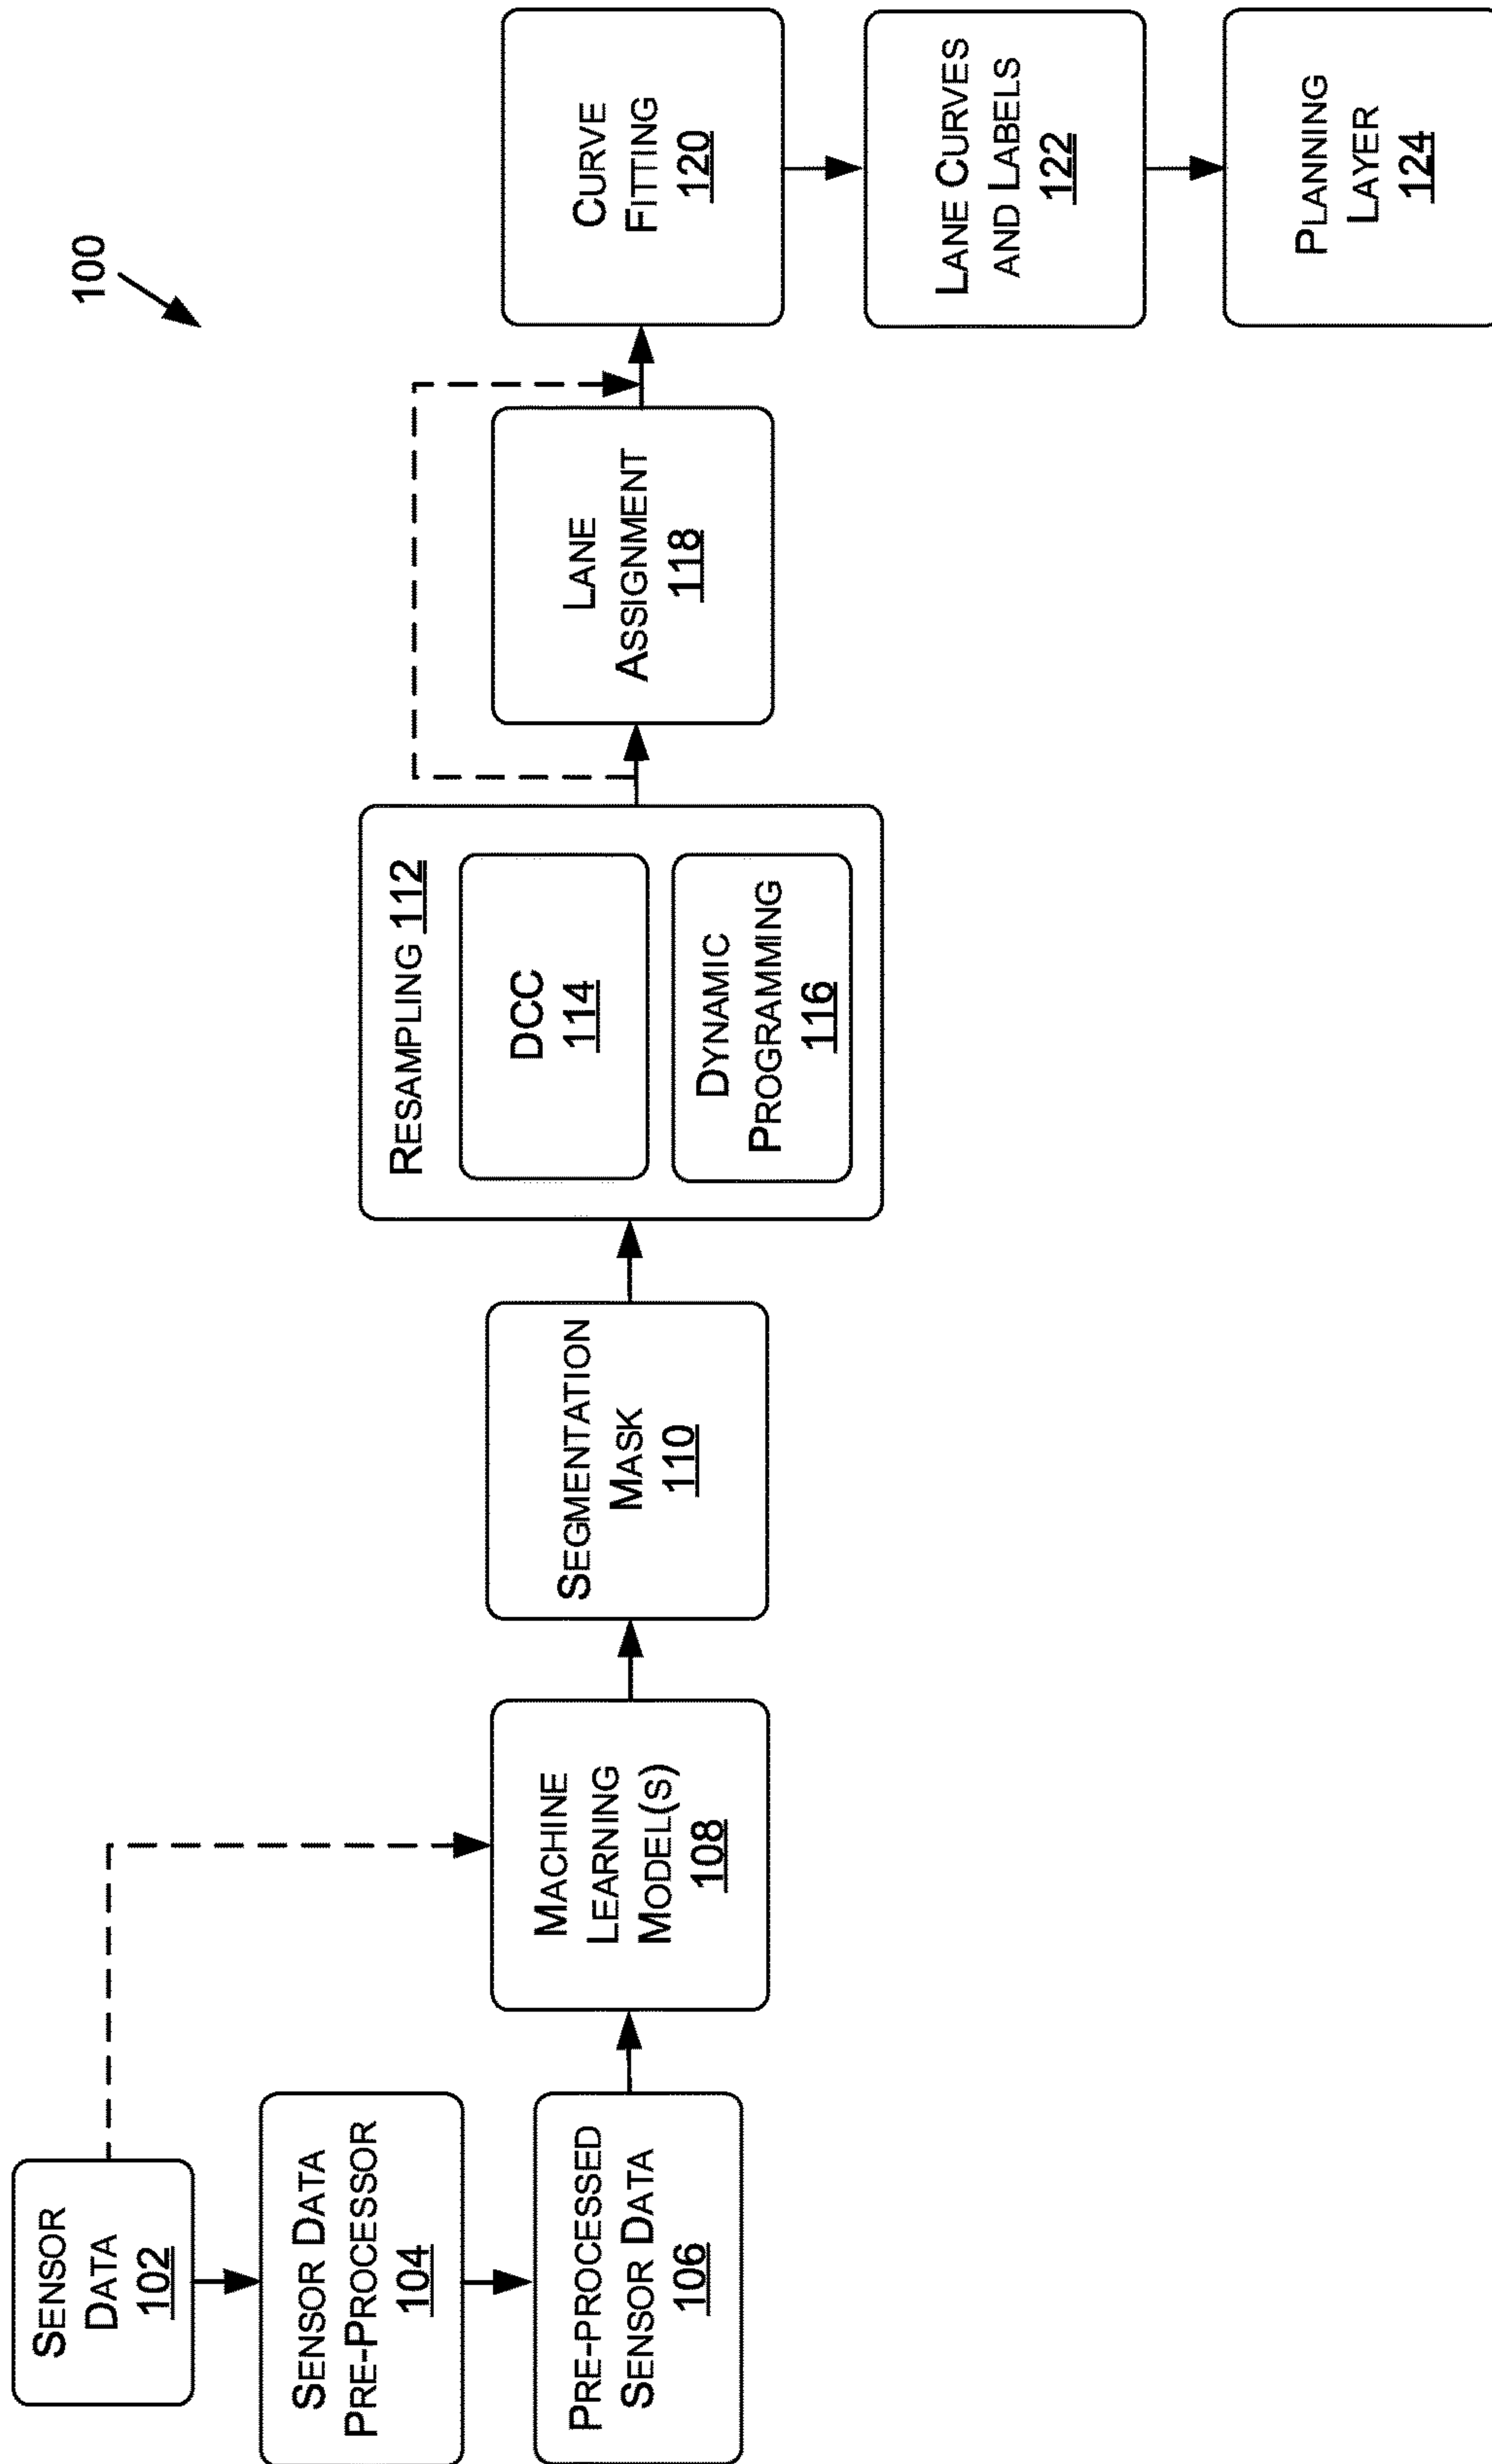 100
SENSOR
DATA
102
SENSOR DATA
PRE-PROCESSOR
104
PRE-PROCESSED
SENSOR DATA
106
MACHINE
LEARNING
MODEL(S)
108
SEGMENTATION
MASK
110
RESAMPLING 112
DCC
114
DYNAMIC
PROGRAMMING
116
LANE
ASSIGNMENT
118
CURVE
FITTING
120
LANE CURVES
AND LABELS
122
PLANNING
LAYER
124